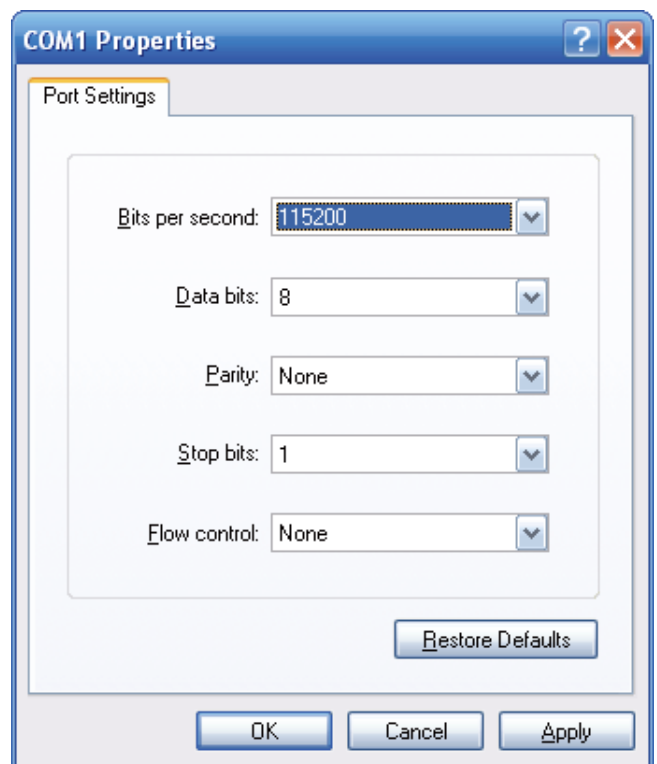 COM1 Properties
Port Settings
Bits per second: 115200
Data bits: 8
Parity: None
Stop bits: 1
Flow control: None
Restore Defaults
OK Cancel Apply